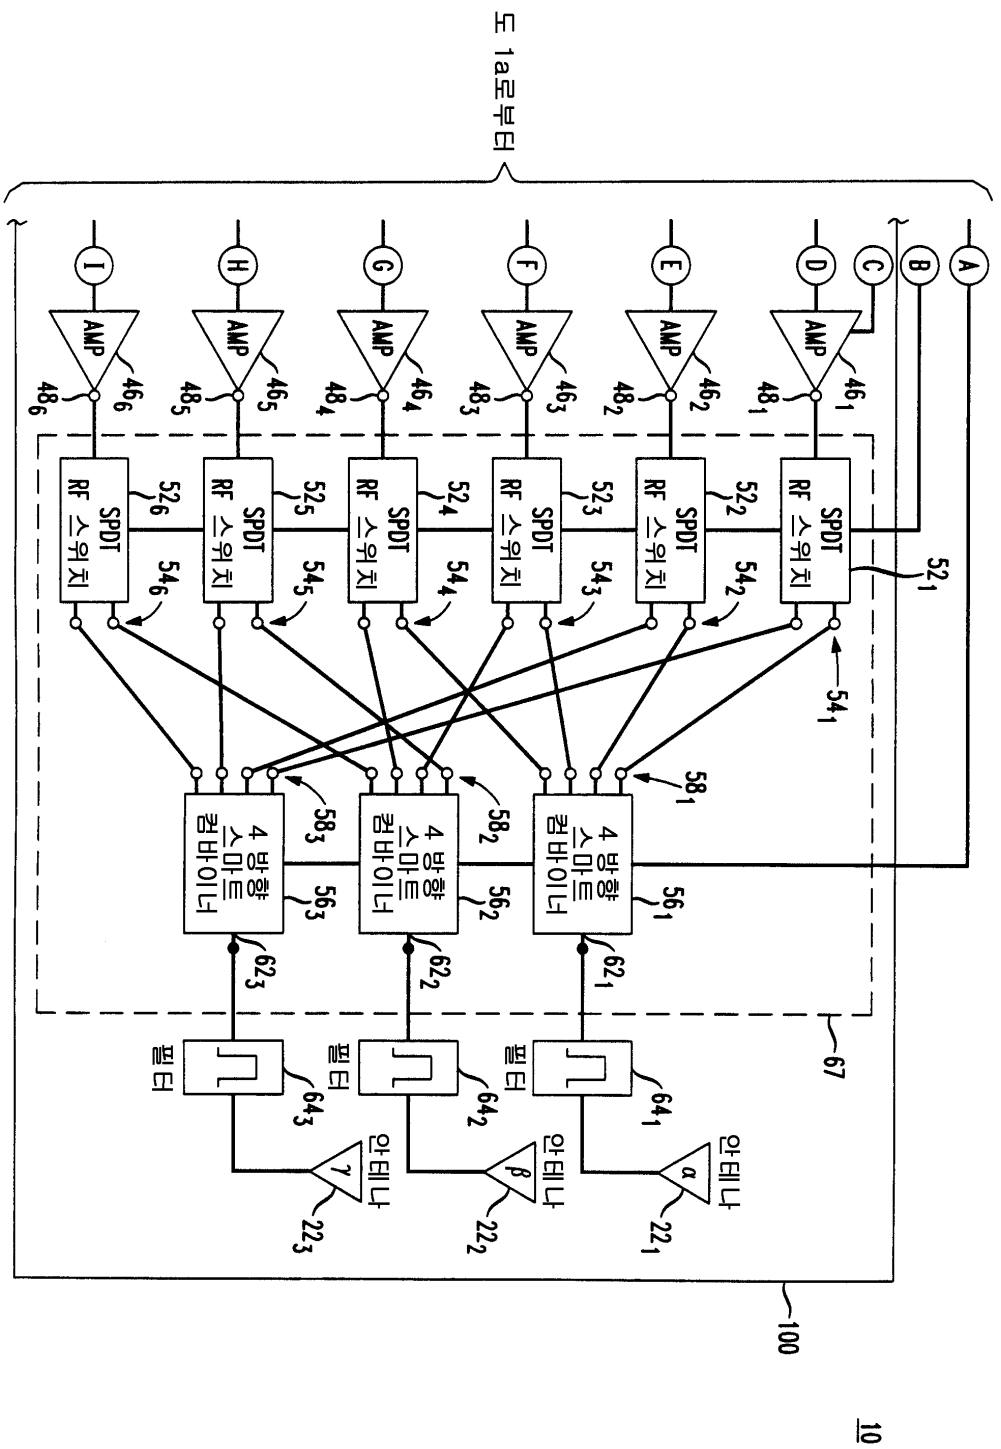 10
도 1a로부터
A
B
C
D
E
F
G
H
I
AMP
46₁
48₁
AMP
46₂
48₂
AMP
46₃
48₃
AMP
46₄
48₄
AMP
46₅
48₅
AMP
46₆
48₆
SPDT
RF 스위치
52₁
54₁
SPDT
RF 스위치
52₂
54₂
SPDT
RF 스위치
52₃
54₃
SPDT
RF 스위치
52₄
54₄
SPDT
RF 스위치
52₅
54₅
SPDT
RF 스위치
52₆
54₆
58₁
4 방향
스마트
컴바이너
56₁
62₁
58₂
4 방향
스마트
컴바이너
56₂
62₂
58₃
4 방향
스마트
컴바이너
56₃
62₃
67
64₁
필터
64₂
필터
64₃
필터
안테나
α
22₁
안테나
β
22₂
안테나
γ
22₃
100